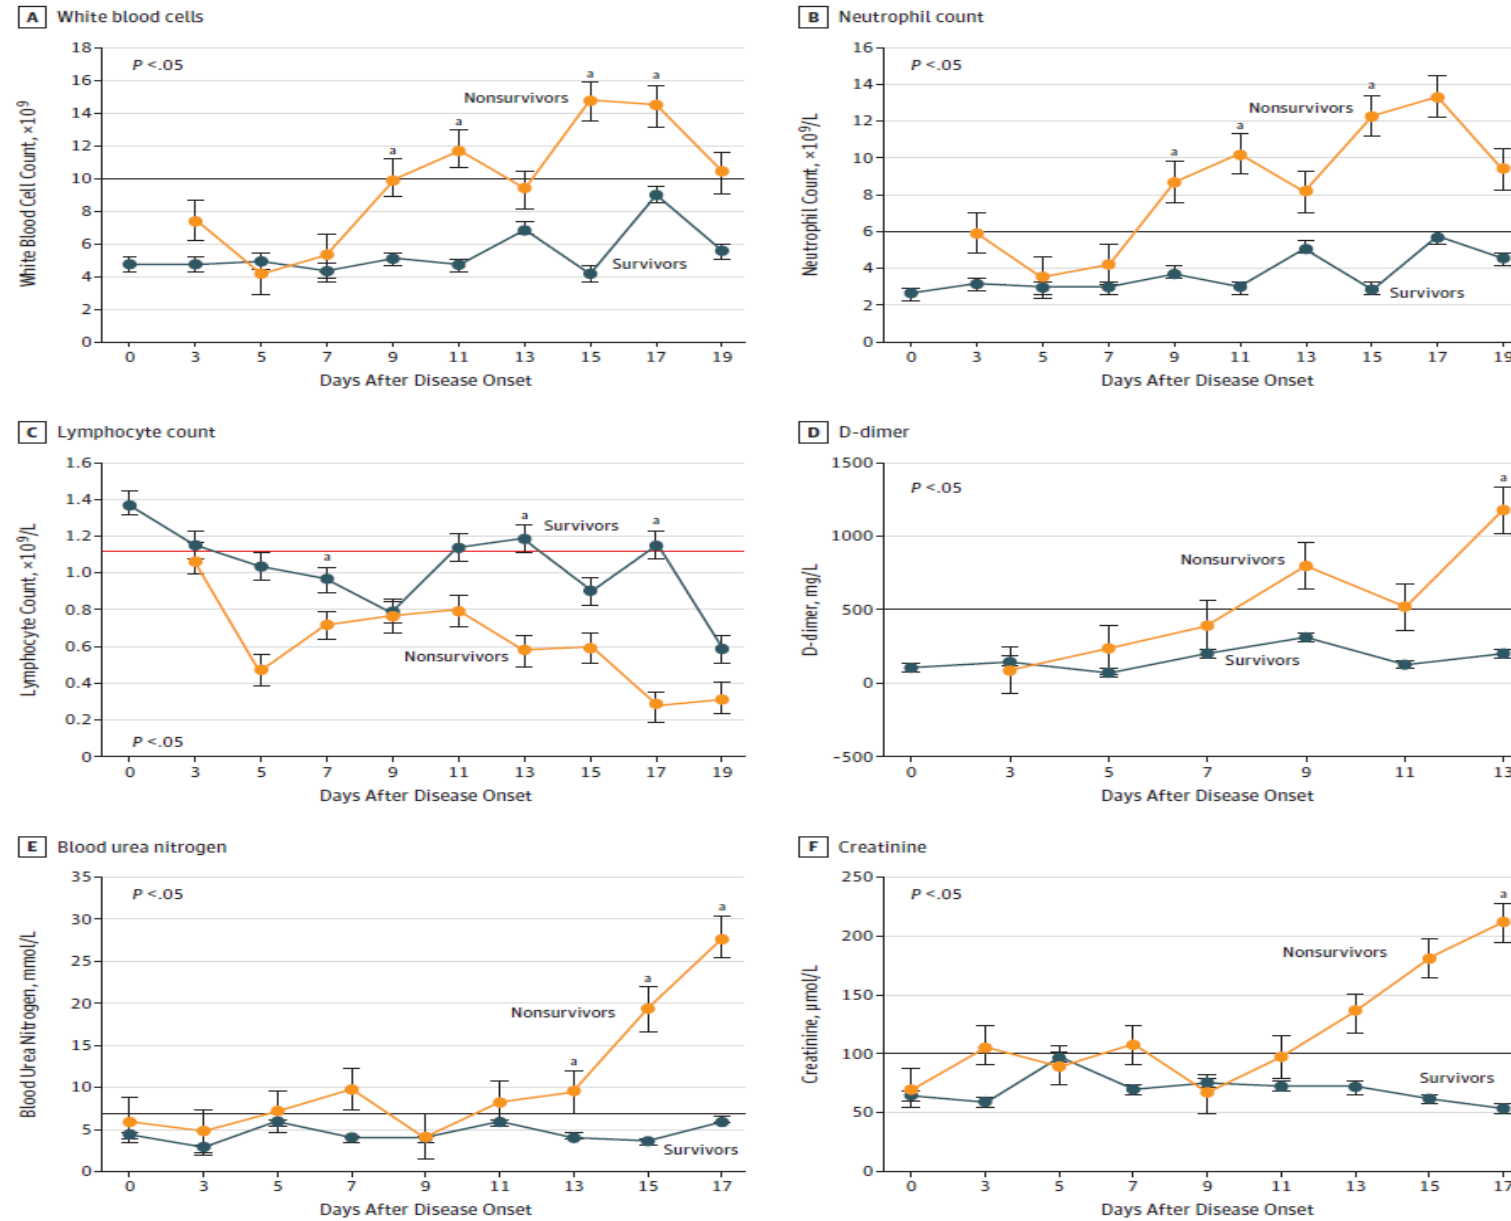 A White blood cells
P <.05
White Blood Cell Count, ×10⁹
18
16
14
12
10
8
6
4
2
0
a
a
a
a
Nonsurvivors
Survivors
0 3 5 7 9 11 13 15 17 19
Days After Disease Onset
B Neutrophil count
P <.05
Neutrophil Count, ×10⁹/L
16
14
12
10
8
6
4
2
0
a
a
a
Nonsurvivors
Survivors
0 3 5 7 9 11 13 15 17 19
Days After Disease Onset
C Lymphocyte count
Lymphocyte Count, ×10⁹/L
1.6
1.4
1.2
1.0
0.8
0.6
0.4
0.2
0
a
a
a
Survivors
Nonsurvivors
P <.05
0 3 5 7 9 11 13 15 17 19
Days After Disease Onset
D D-dimer
P <.05
D-dimer, mg/L
1500
1000
500
0
-500
a
Nonsurvivors
Survivors
0 3 5 7 9 11 13
Days After Disease Onset
E Blood urea nitrogen
P <.05
Blood Urea Nitrogen, mmol/L
35
30
25
20
15
10
5
0
a
a
a
Nonsurvivors
Survivors
0 3 5 7 9 11 13 15 17
Days After Disease Onset
F Creatinine
P <.05
Creatinine, µmol/L
250
200
150
100
50
0
a
Nonsurvivors
Survivors
0 3 5 7 9 11 13 15 17
Days After Disease Onset